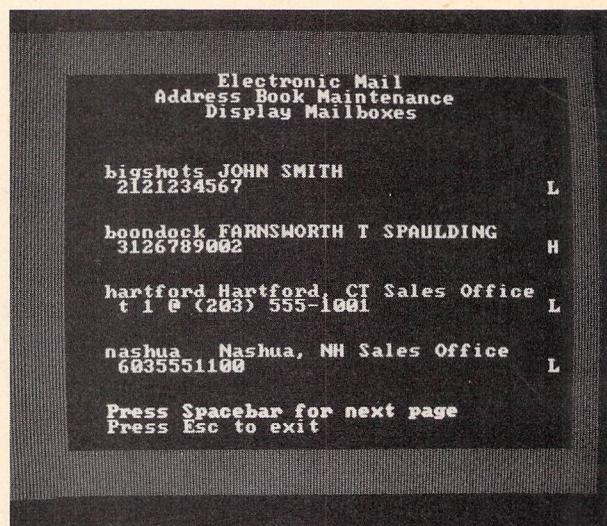 Electronic Mail
Address Book Maintenance
Display Mailboxes
bigshots JOHN SMITH
2121234567 L
boondock FARNSWORTH T SPAULDING
3126789002 H
hartford Hartford, CT Sales Office
t 1 @ (203) 555-1001 L
nashua Nashua, NH Sales Office
6035551100 L
Press Spacebar for next page
Press Esc to exit